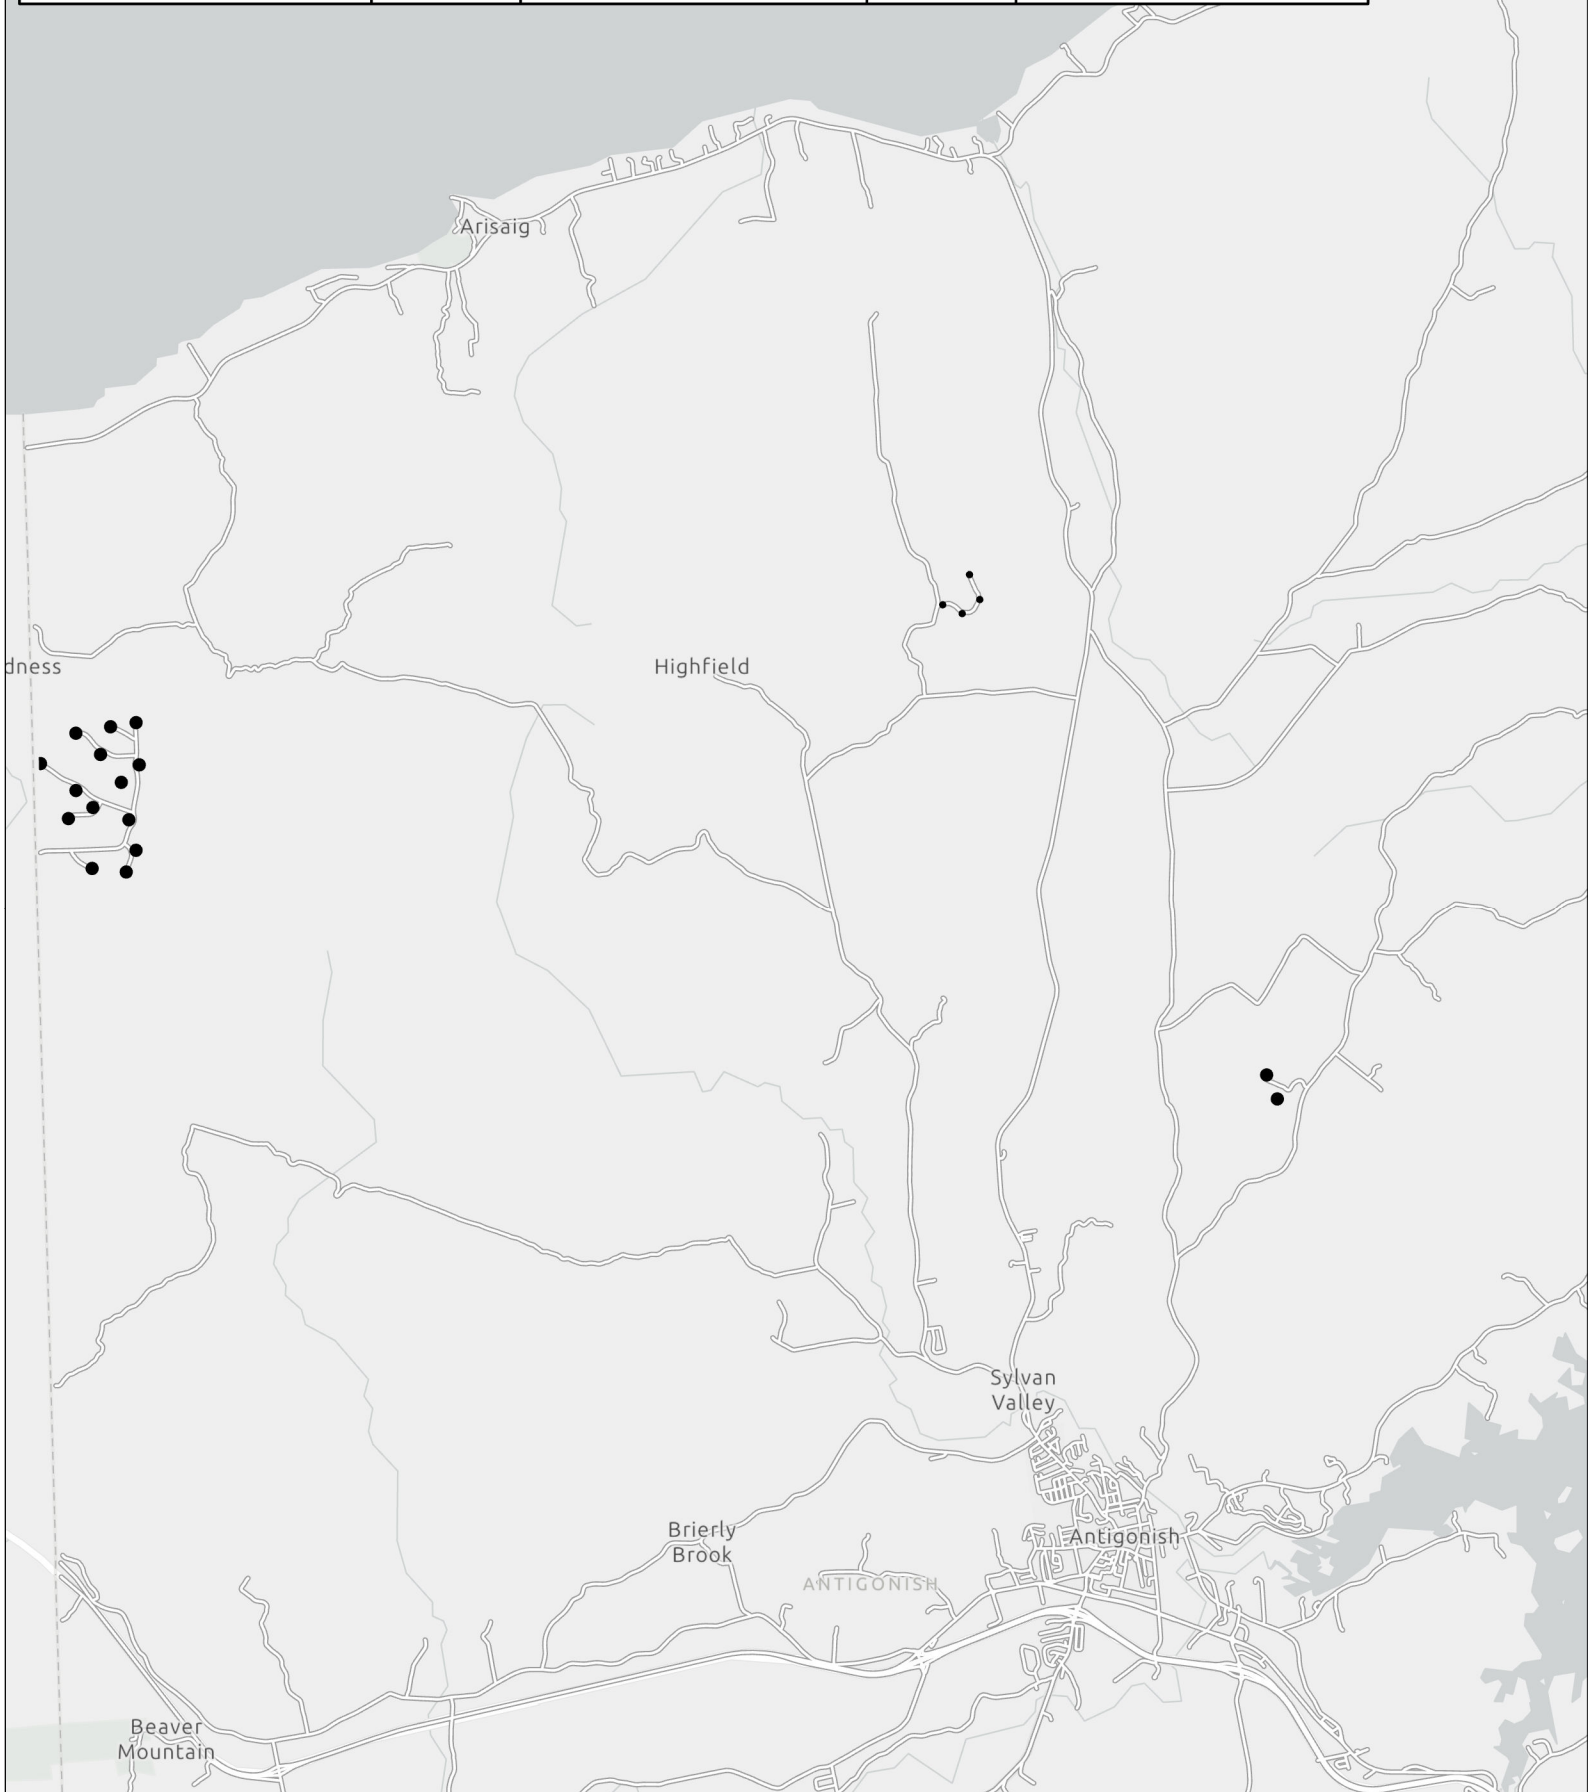 Arisaig
dness
Highfield
Sylvan
Valley
Brierly
Brook
Antigonish
ANTIGONISH
Beaver
Mountain